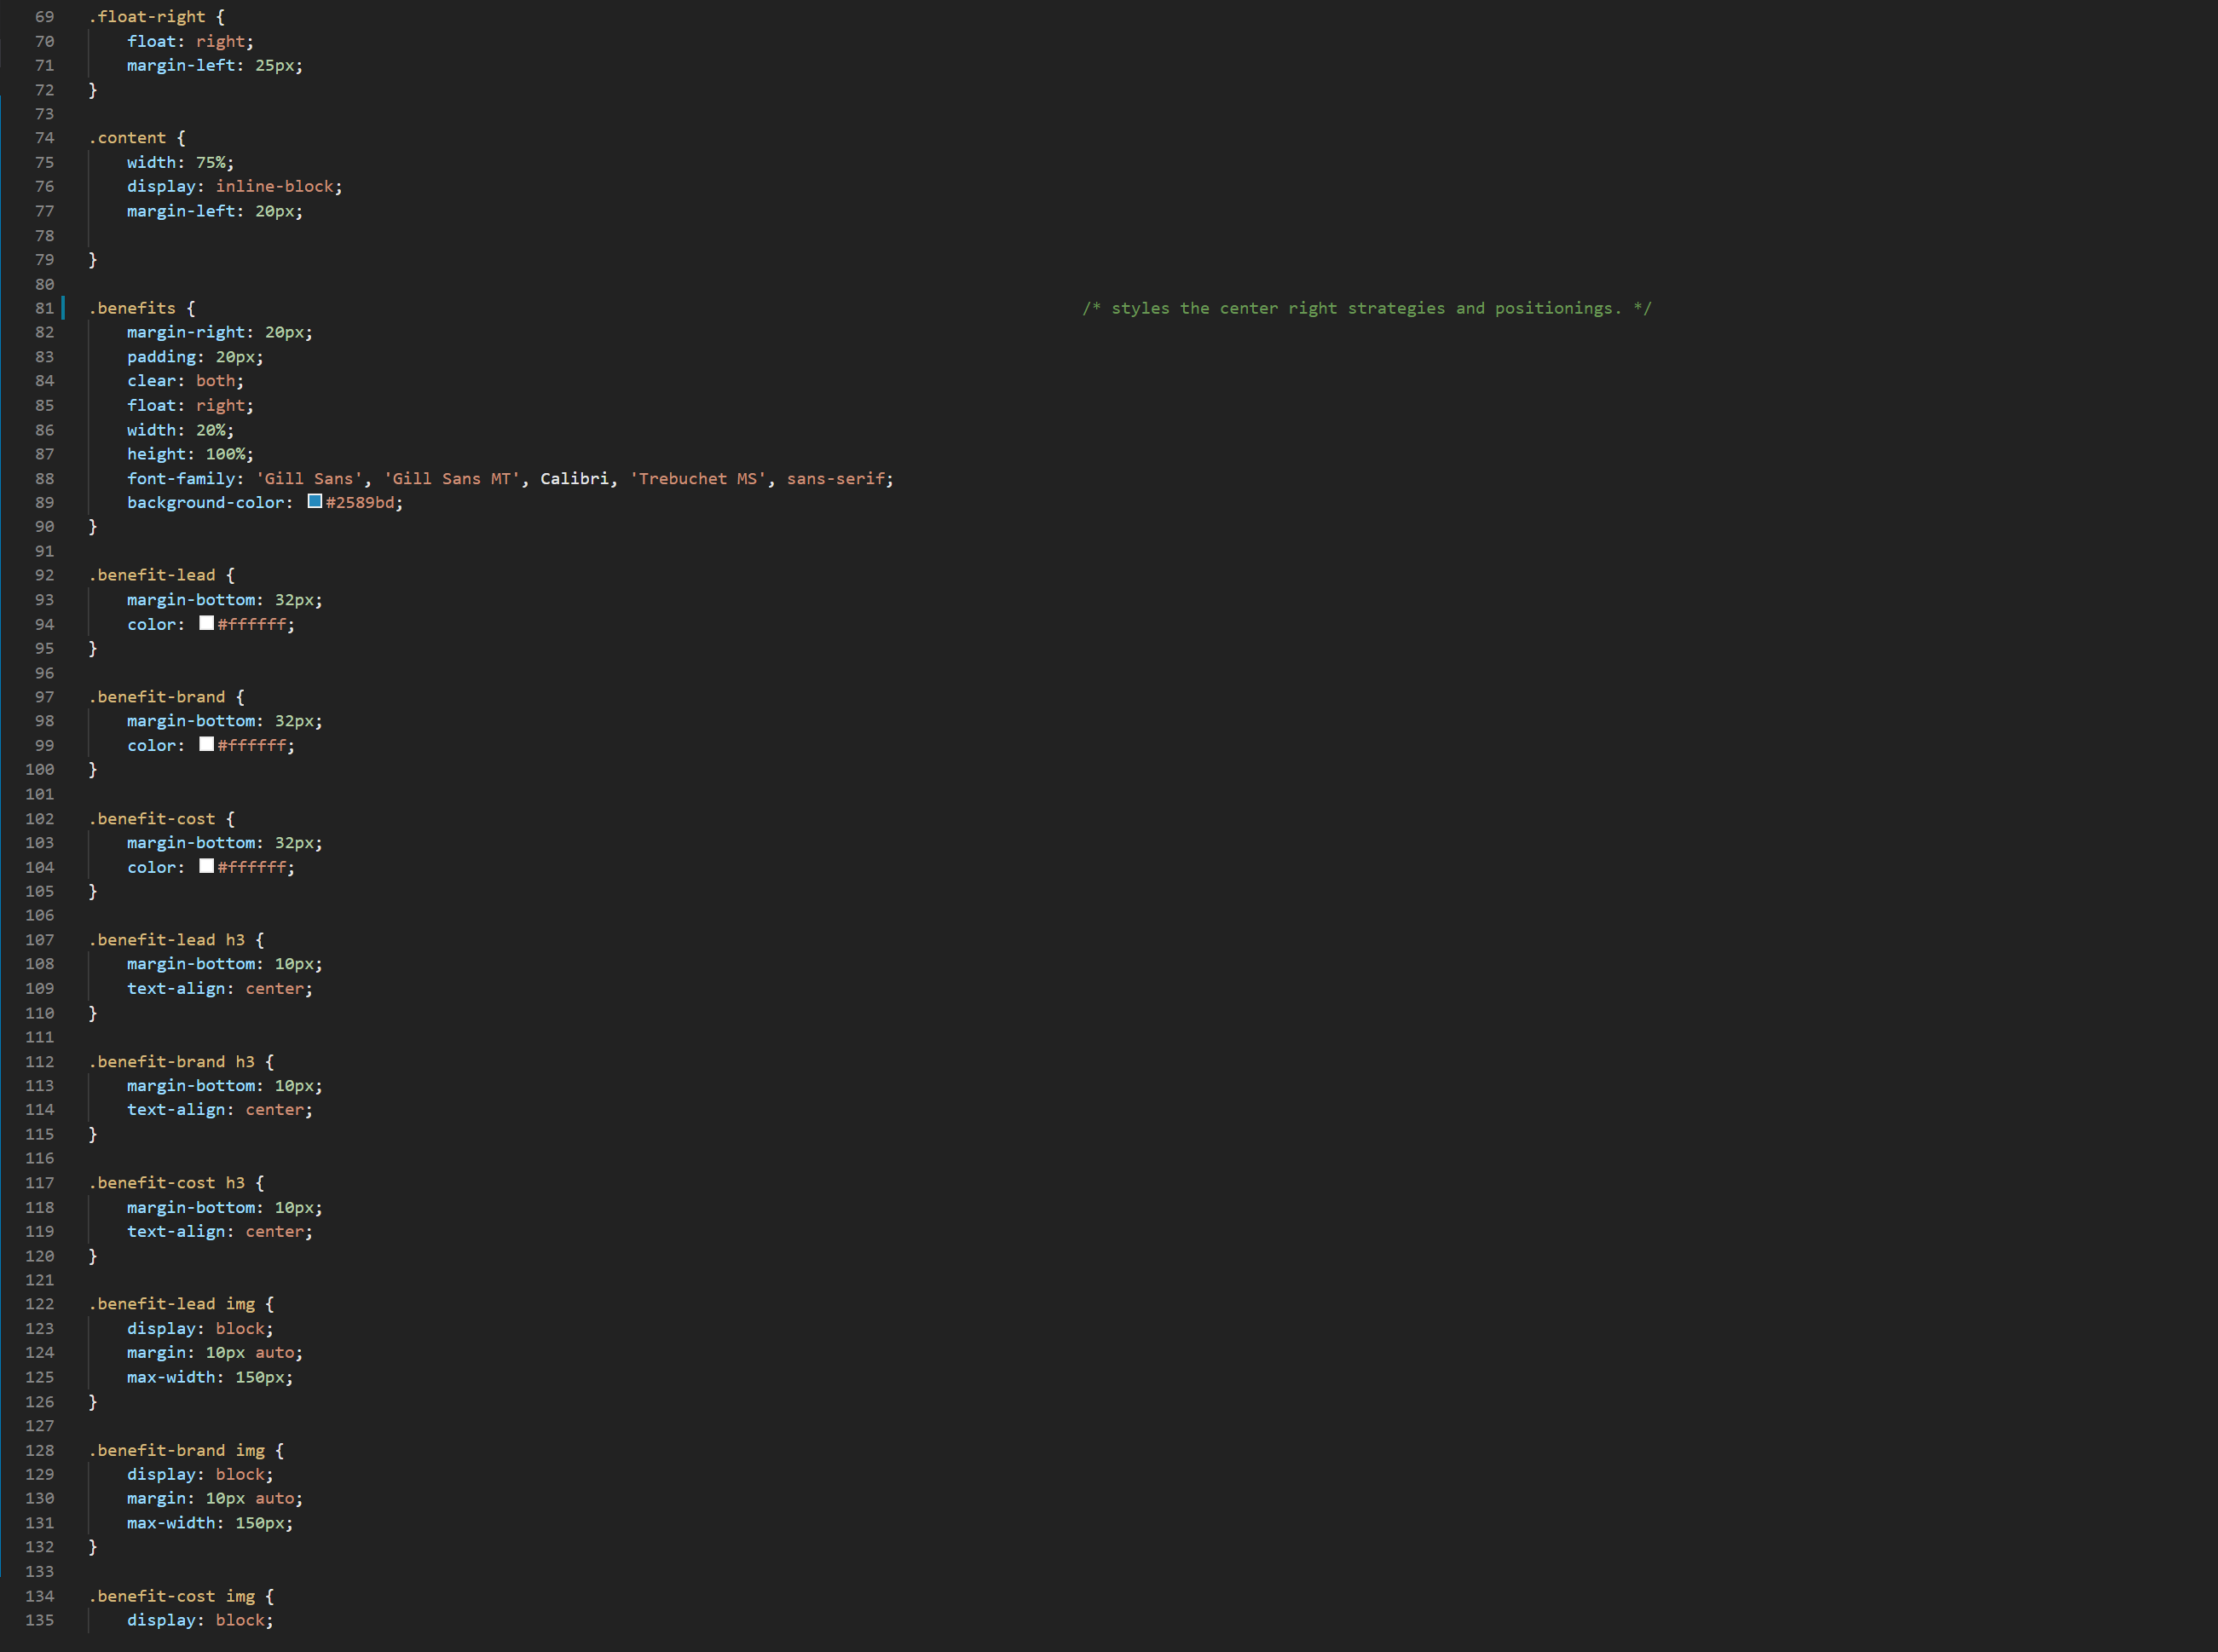 69 .float-right {
70     float: right;
71     margin-left: 25px;
72 }
73
74 .content {
75     width: 75%;
76     display: inline-block;
77     margin-left: 20px;
78
79 }
80
81 .benefits {     /* styles the center right strategies and positionings. */
82     margin-right: 20px;
83     padding: 20px;
84     clear: both;
85     float: right;
86     width: 20%;
87     height: 100%;
88     font-family: 'Gill Sans', 'Gill Sans MT', Calibri, 'Trebuchet MS', sans-serif;
89     background-color: #2589bd;
90 }
91
92 .benefit-lead {
93     margin-bottom: 32px;
94     color: #ffffff;
95 }
96
97 .benefit-brand {
98     margin-bottom: 32px;
99     color: #ffffff;
100 }
101
102 .benefit-cost {
103     margin-bottom: 32px;
104     color: #ffffff;
105 }
106
107 .benefit-lead h3 {
108     margin-bottom: 10px;
109     text-align: center;
110 }
111
112 .benefit-brand h3 {
113     margin-bottom: 10px;
114     text-align: center;
115 }
116
117 .benefit-cost h3 {
118     margin-bottom: 10px;
119     text-align: center;
120 }
121
122 .benefit-lead img {
123     display: block;
124     margin: 10px auto;
125     max-width: 150px;
126 }
127
128 .benefit-brand img {
129     display: block;
130     margin: 10px auto;
131     max-width: 150px;
132 }
133
134 .benefit-cost img {
135     display: block;